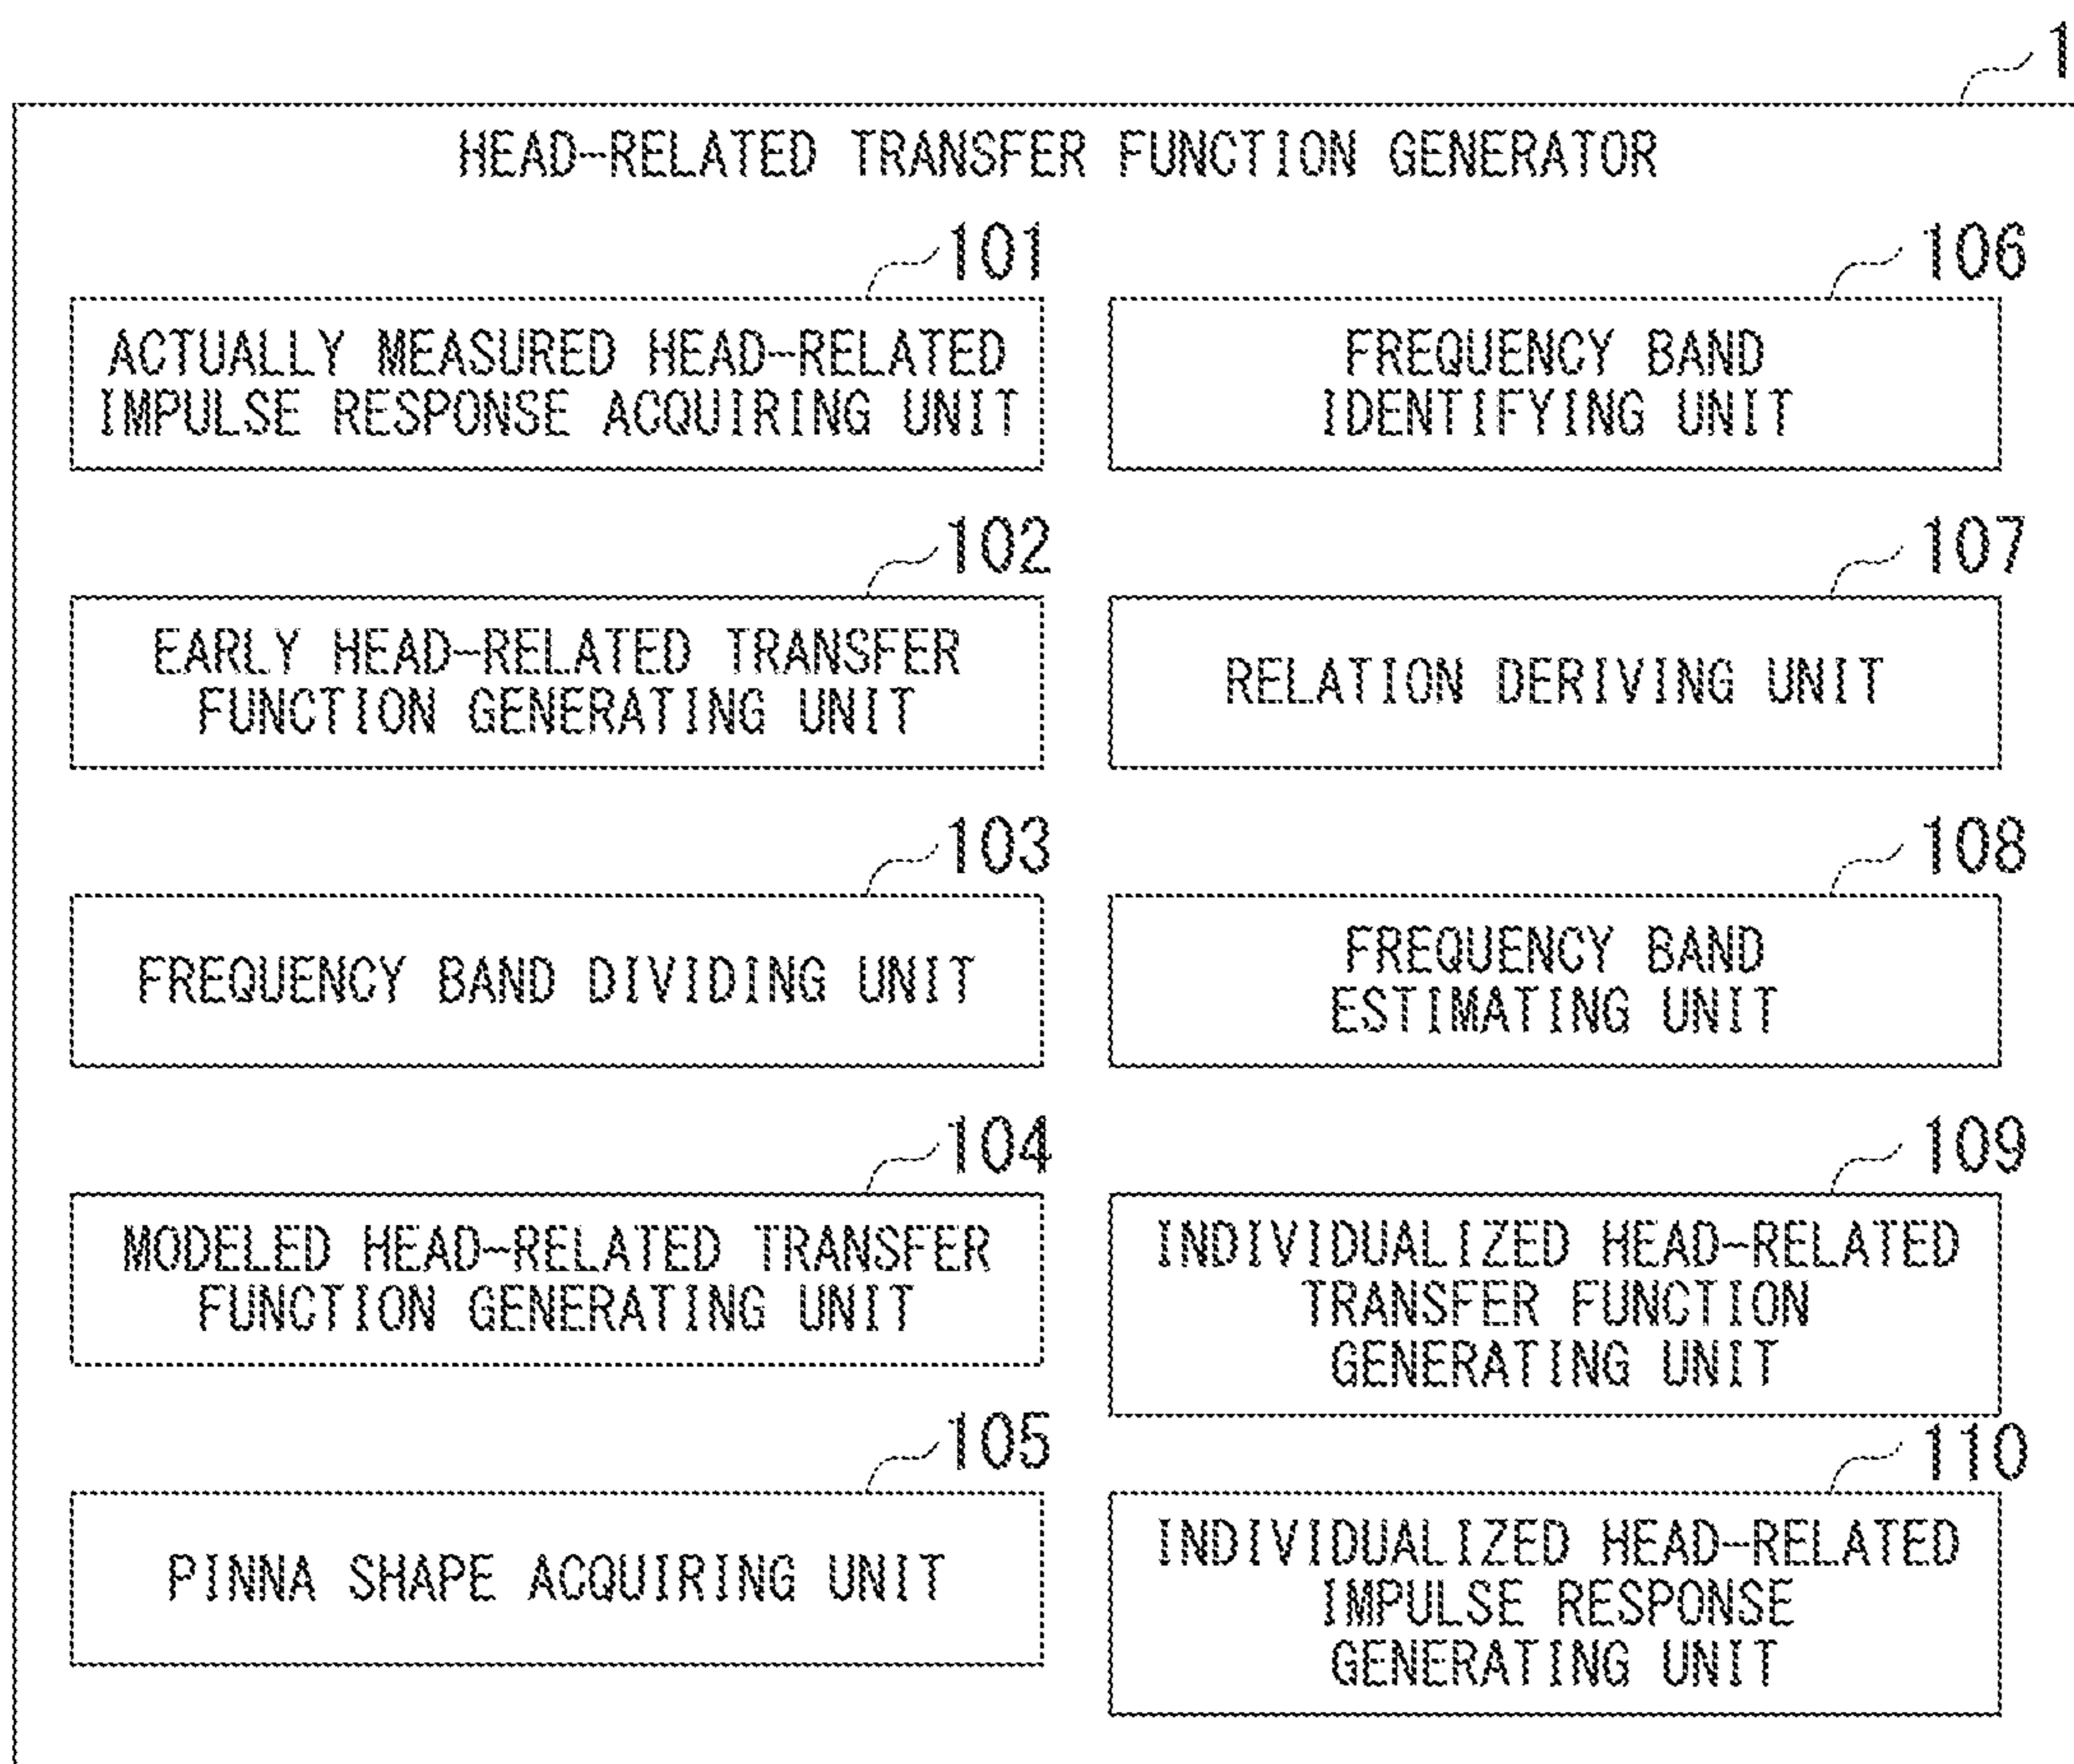 1
HEAD-RELATED TRANSFER FUNCTION GENERATOR
101
ACTUALLY MEASURED HEAD-RELATED
IMPULSE RESPONSE ACQUIRING UNIT
102
EARLY HEAD-RELATED TRANSFER
FUNCTION GENERATING UNIT
103
FREQUENCY BAND DIVIDING UNIT
104
MODELED HEAD-RELATED TRANSFER
FUNCTION GENERATING UNIT
105
PINNA SHAPE ACQUIRING UNIT
106
FREQUENCY BAND
IDENTIFYING UNIT
107
RELATION DERIVING UNIT
108
FREQUENCY BAND
ESTIMATING UNIT
109
INDIVIDUALIZED HEAD-RELATED
TRANSFER FUNCTION
GENERATING UNIT
110
INDIVIDUALIZED HEAD-RELATED
IMPULSE RESPONSE
GENERATING UNIT